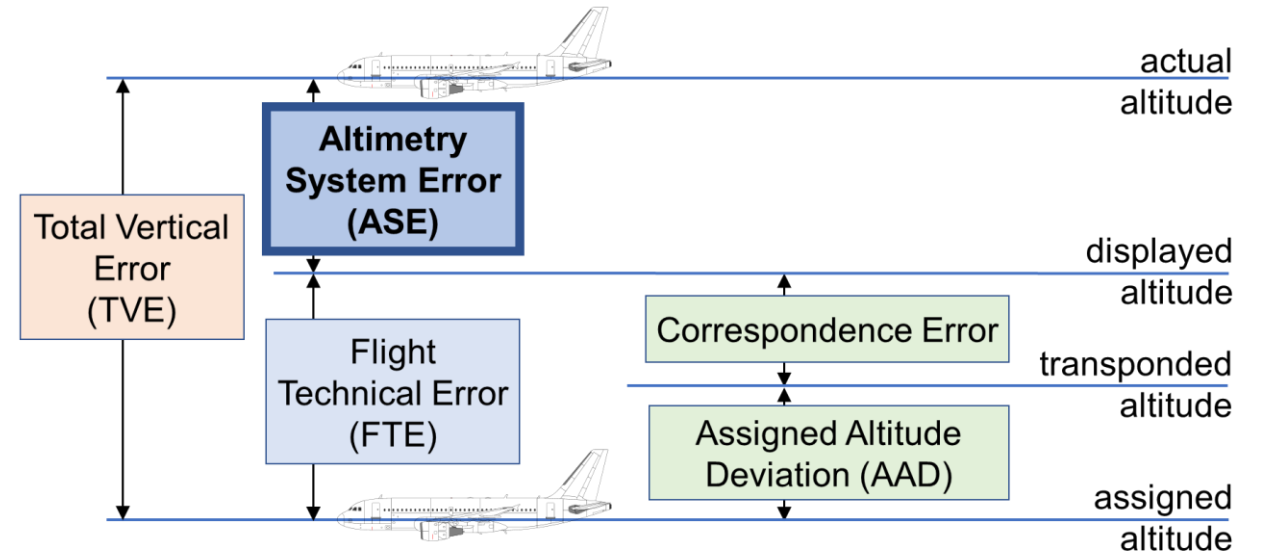 actual
altitude
Altimetry
System Error
(ASE)
Total Vertical
Error
(TVE)
displayed
altitude
Correspondence Error
Flight
Technical Error
(FTE)
transponded
altitude
Assigned Altitude
Deviation (AAD)
assigned
altitude